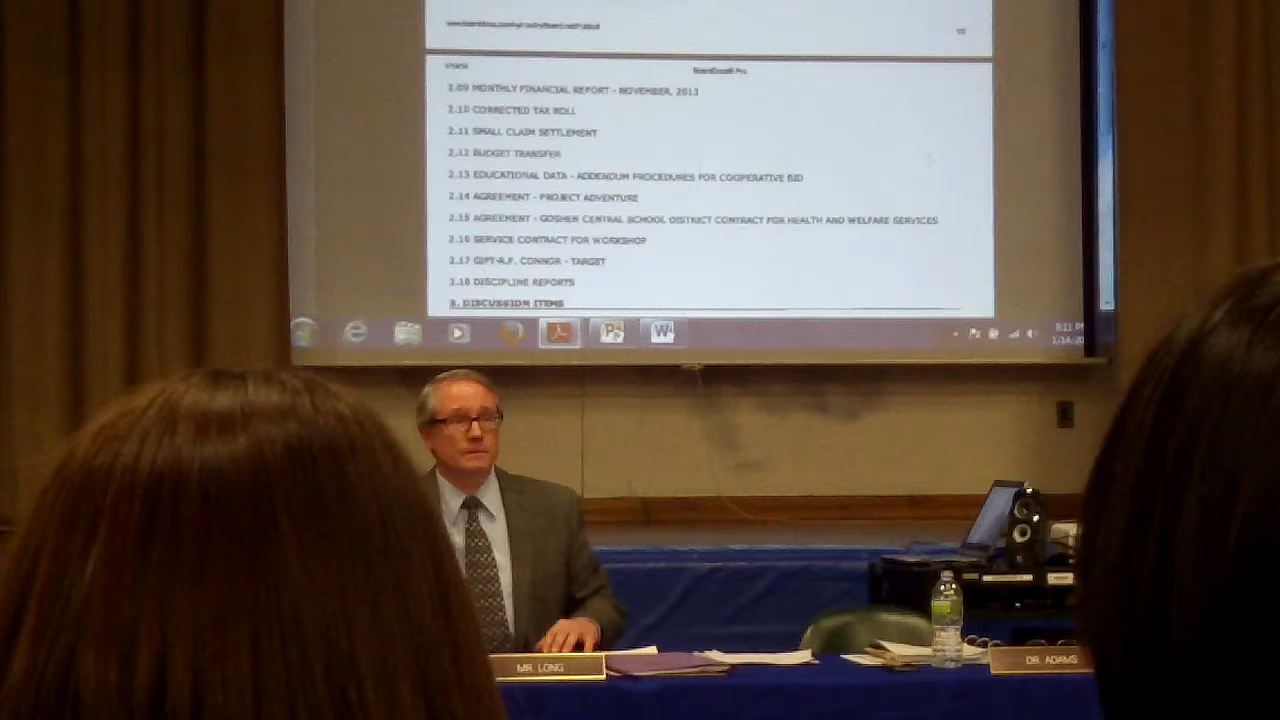 BoardDocs® Pro
2.09 MONTHLY FINANCIAL REPORT - NOVEMBER, 2013
2.10 CORRECTED TAX ROLL
2.11 SMALL CLAIM SETTLEMENT
2.12 BUDGET TRANSFER
2.13 EDUCATIONAL DATA - ADDENDUM PROCEDURES FOR COOPERATIVE BID
2.14 AGREEMENT - PROJECT ADVENTURE
2.15 AGREEMENT - GOSHEN CENTRAL SCHOOL DISTRICT CONTRACT FOR HEALTH AND WELFARE SERVICES
2.16 SERVICE CONTRACT FOR WORKSHOP
2.17 GIFT-A.P. CONNOR - TARGET
2.18 DISCIPLINE REPORTS
3. DISCUSSION ITEMS
MR. LONG
DR. ADAMS